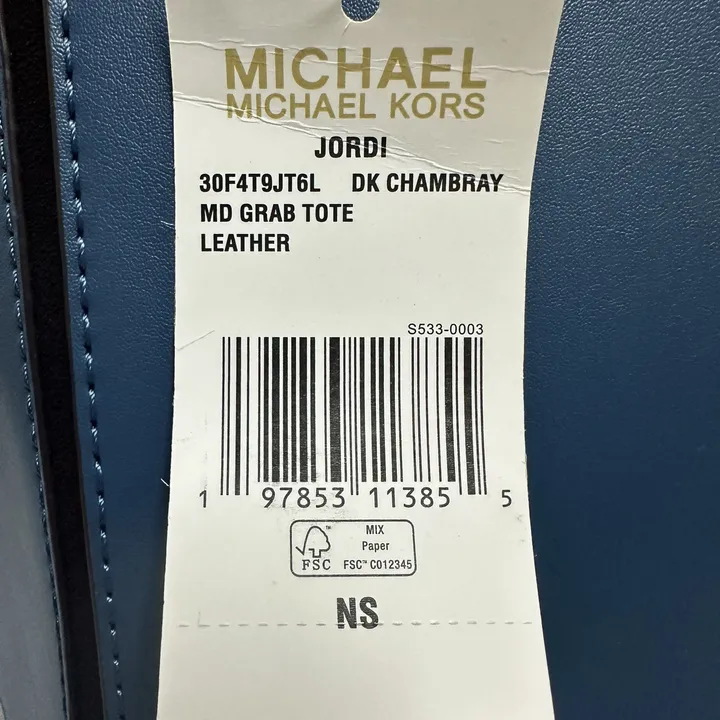 MICHAEL
MICHAEL KORS
JORDI
30F4T9JT6L DK CHAMBRAY
MD GRAB TOTE
LEATHER
S533-0003
1 97853 11385 5
FSC™
MIX
Paper
FSC™ C012345
NS